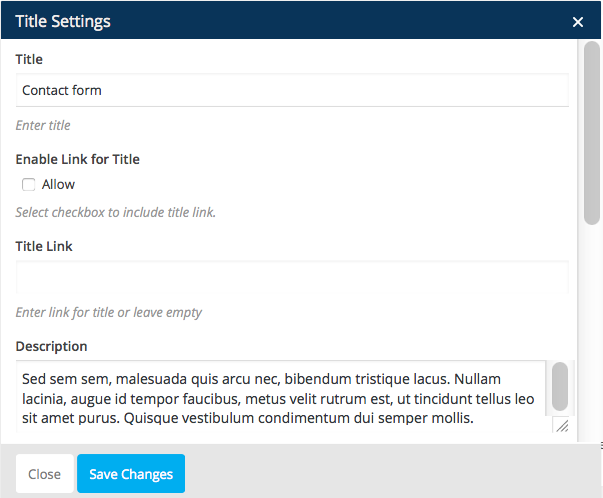 Title Settings
Title
Contact form
Enter title
Enable Link for Title
Allow
Select checkbox to include title link.
Title Link
Enter link for title or leave empty
Description
Sed sem sem, malesuada quis arcu nec, bibendum tristique lacus. Nullam
lacinia, augue id tempor faucibus, metus velit rutrum est, ut tincidunt tellus leo
sit amet purus. Quisque vestibulum condimentum dui semper mollis.
Close
Save Changes